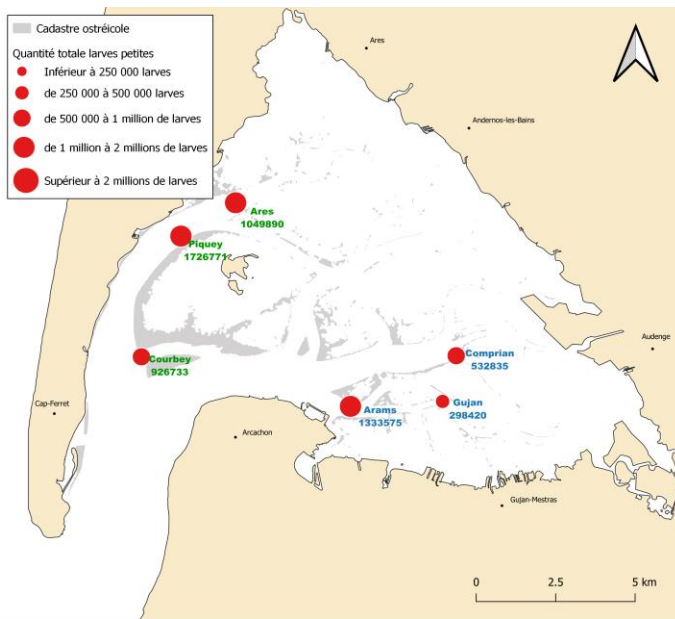 Cadastre ostréicole
Quantité totale larves petites
Inférieur à 250 000 larves
de 250 000 à 500 000 larves
de 500 000 à 1 million de larves
de 1 million à 2 millions de larves
Supérieur à 2 millions de larves
Ares
Andernos-les-Bains
Ares
1049890
Piquey
1726771
Audenge
Comprian
532835
Courbey
926733
Cap-Ferret
Gujan
298420
Arams
1333575
Arcachon
Gujan-Mestras
0 2.5 5 km